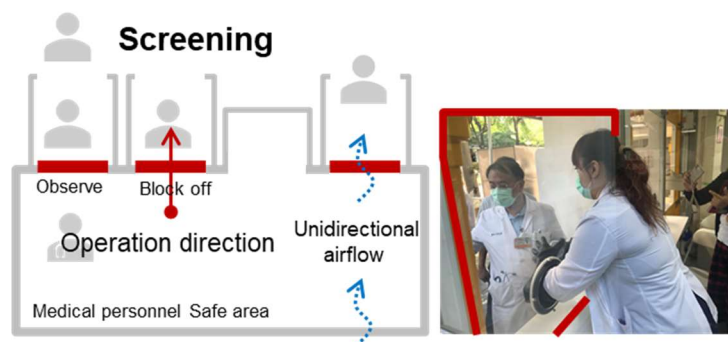 Screening
Observe
Block off
Operation direction
Unidirectional
airflow
Medical personnel Safe area